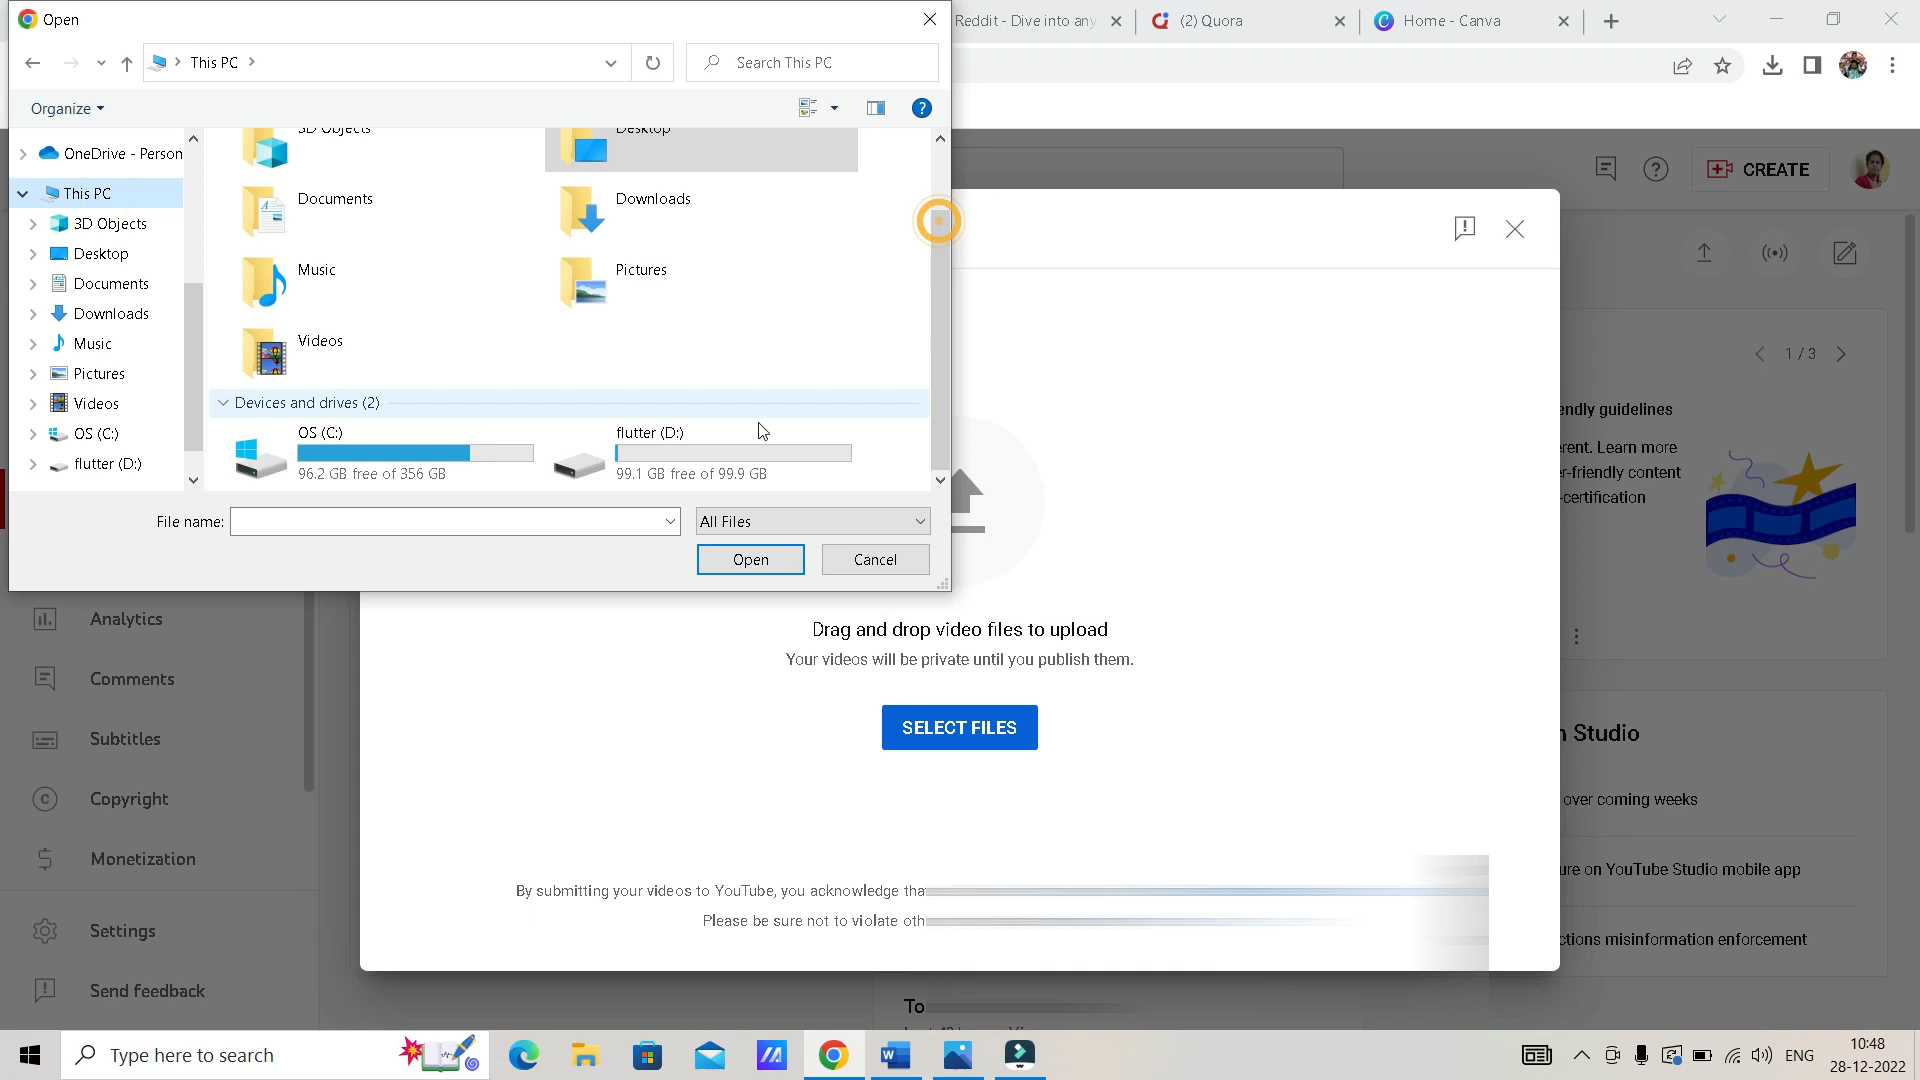 Open
Reddit - Dive into any
(2) Quora
Home - Canva
This PC
Search This PC
Organize
OneDrive - Person
This PC
3D Objects
Desktop
Documents
Downloads
Music
Pictures
Videos
OS (C:)
flutter (D:)
3D Objects
Desktop
Documents
Downloads
Music
Pictures
Videos
Devices and drives (2)
OS (C:)
96.2 GB free of 356 GB
flutter (D:)
99.1 GB free of 99.9 GB
File name:
All Files
Open
Cancel
CREATE
1 / 3
endly guidelines
erent. Learn more
er-friendly content
-certification
Drag and drop video files to upload
Your videos will be private until you publish them.
SELECT FILES
By submitting your videos to YouTube, you acknowledge tha
Please be sure not to violate oth
Analytics
Comments
Subtitles
Copyright
Monetization
Settings
Send feedback
n Studio
over coming weeks
ure on YouTube Studio mobile app
ctions misinformation enforcement
To
Type here to search
ENG
10:48
28-12-2022